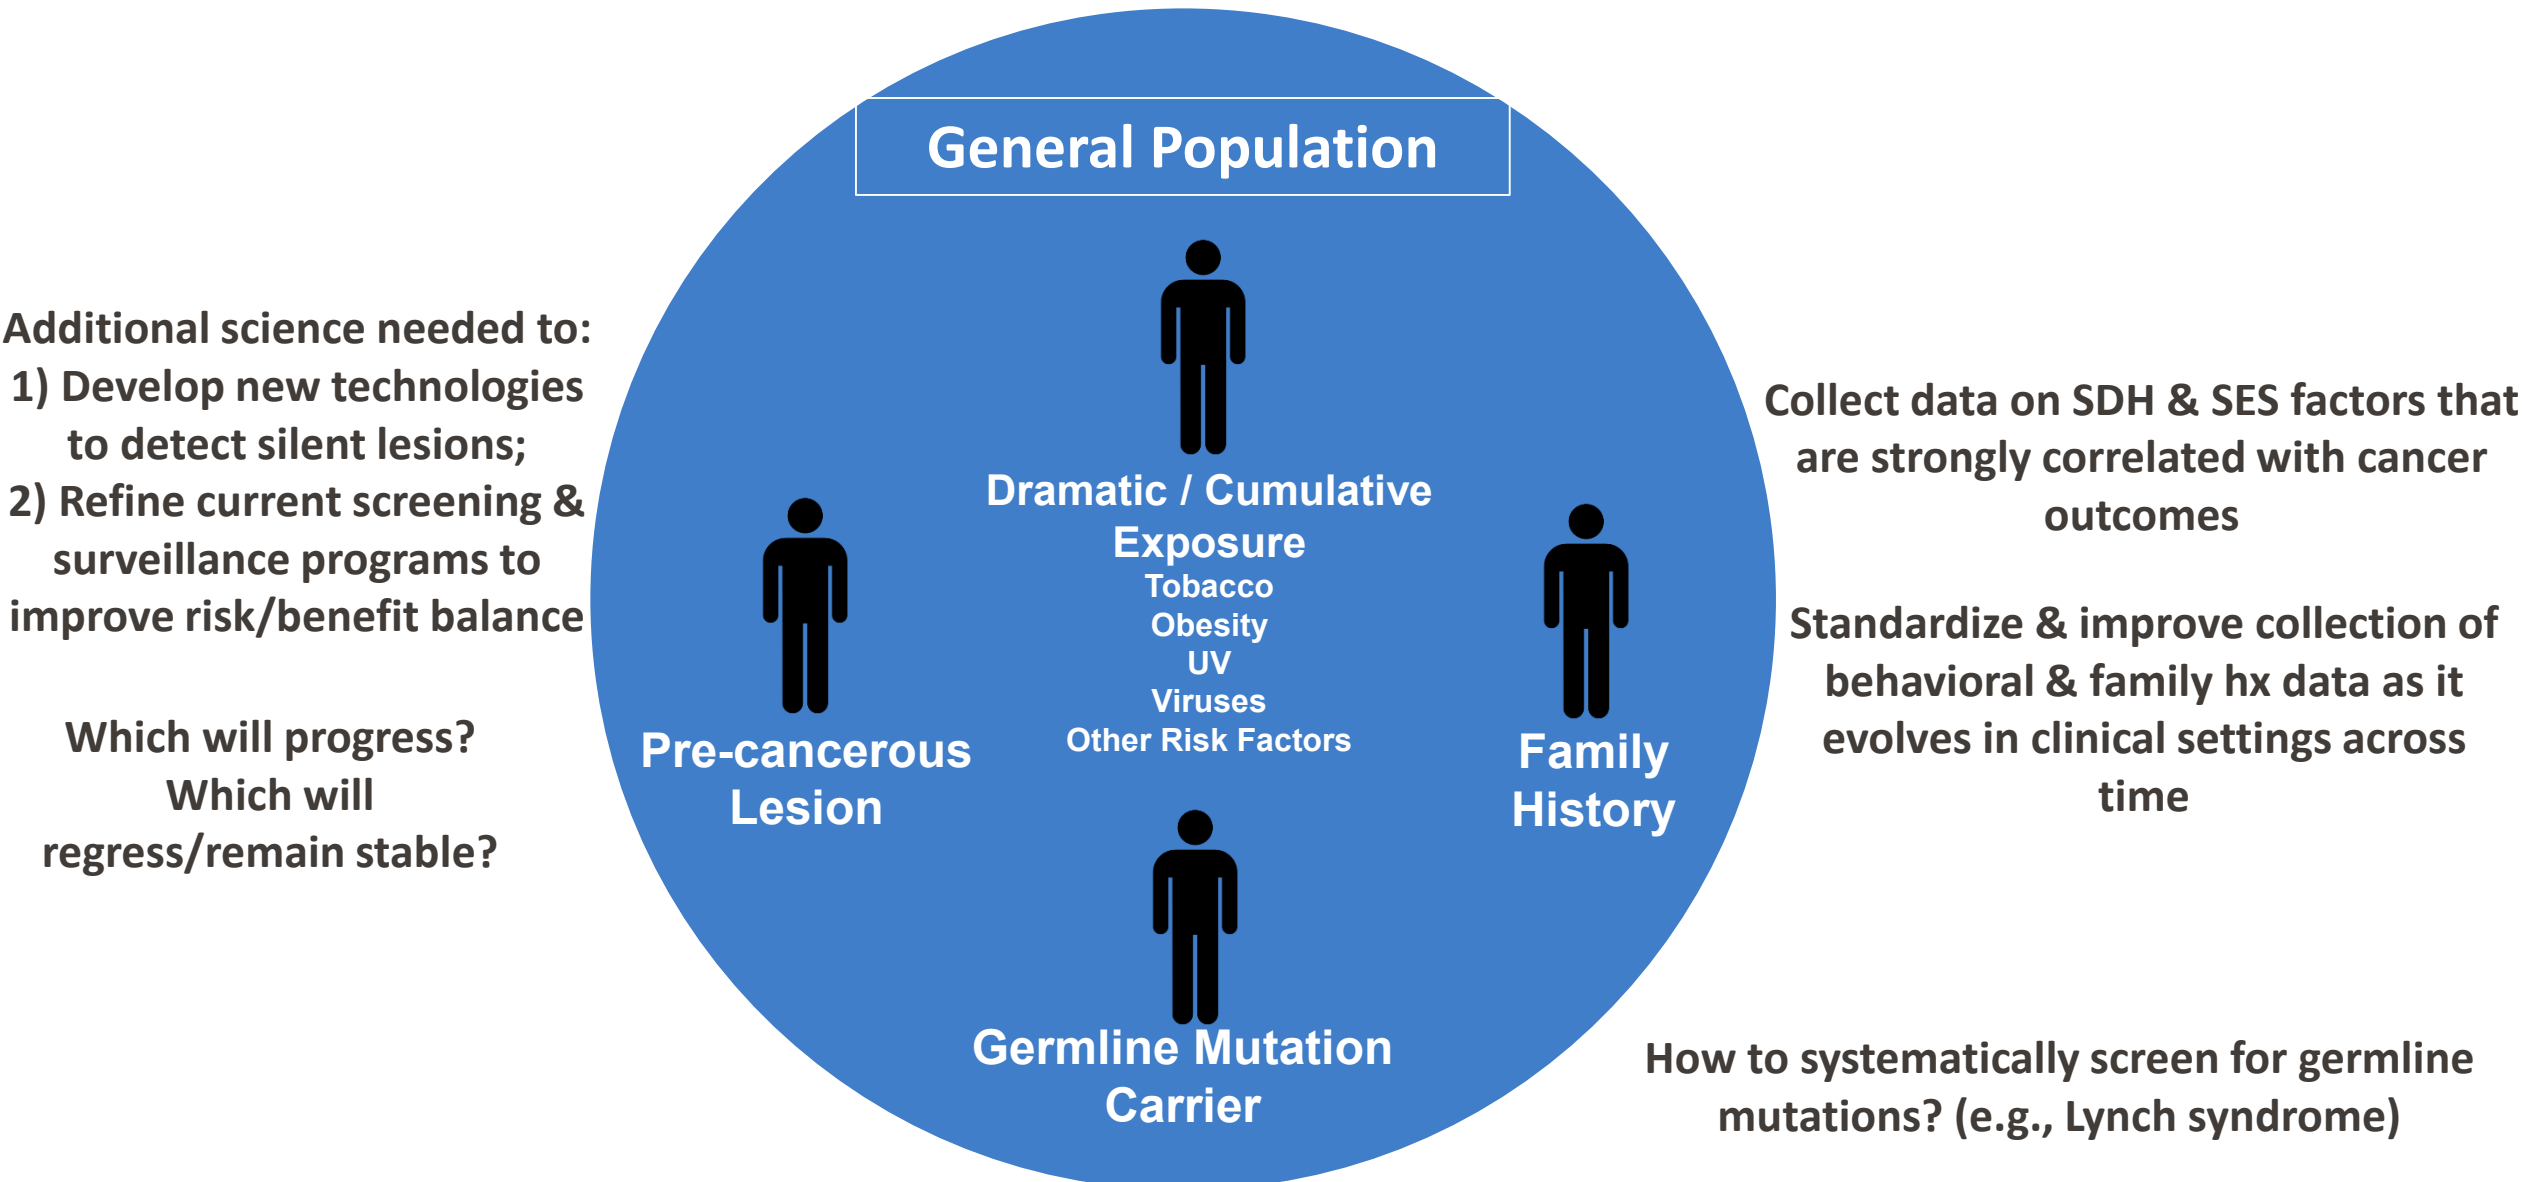 General Population
Additional science needed to:
1) Develop new technologies
to detect silent lesions;
2) Refine current screening &
surveillance programs to
improve risk/benefit balance
Which will progress?
Which will
regress/remain stable?
Dramatic / Cumulative
Exposure
Tobacco
Obesity
UV
Viruses
Other Risk Factors
Pre-cancerous
Lesion
Family
History
Germline Mutation
Carrier
Collect data on SDH & SES factors that
are strongly correlated with cancer
outcomes
Standardize & improve collection of
behavioral & family hx data as it
evolves in clinical settings across
time
How to systematically screen for germline
mutations? (e.g., Lynch syndrome)